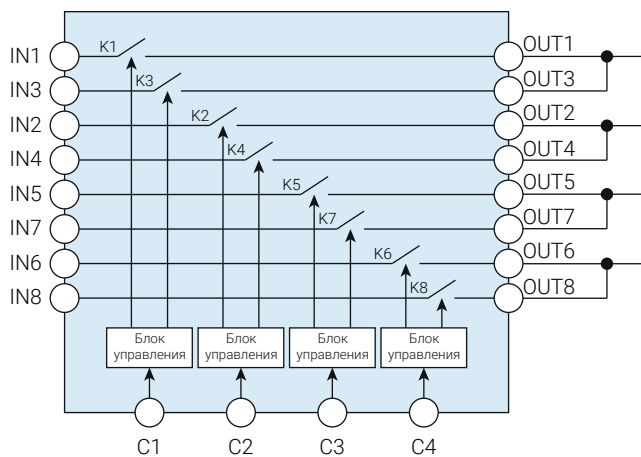 IN1
K1
OUT1
IN3
K3
OUT3
IN2
K2
OUT2
IN4
K4
OUT4
IN5
K5
OUT5
IN7
K7
OUT7
IN6
K6
OUT6
IN8
K8
OUT8
Блок
управления
Блок
управления
Блок
управления
Блок
управления
C1
C2
C3
C4